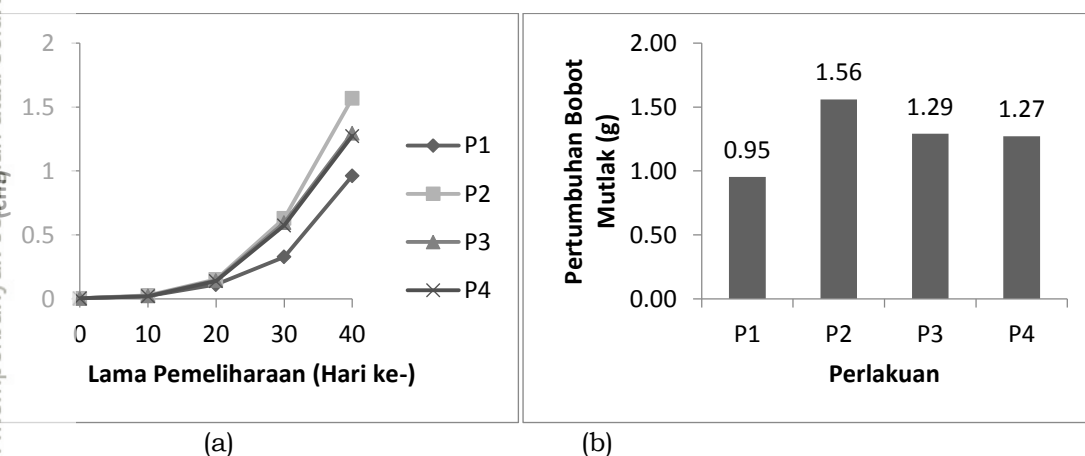 2
1.5
1
0.5
0
0 10 20 30 40
Lama Pemeliharaan (Hari ke-)
P1
P2
P3
P4
(a)
Pertumbuhan Bobot
Mutlak (g)
2.00
1.50
1.00
0.50
0.00
0.95
1.56
1.29
1.27
P1 P2 P3 P4
Perlakuan
(b)